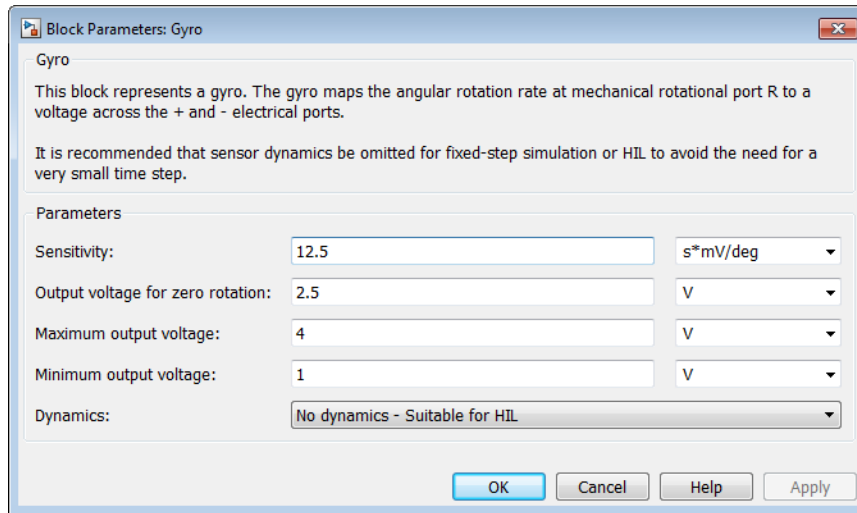 Block Parameters: Gyro
Gyro
This block represents a gyro. The gyro maps the angular rotation rate at mechanical rotational port R to a
voltage across the + and - electrical ports.
It is recommended that sensor dynamics be omitted for fixed-step simulation or HIL to avoid the need for a
very small time step.
Parameters
Sensitivity: 12.5 s*mV/deg
Output voltage for zero rotation: 2.5 V
Maximum output voltage: 4 V
Minimum output voltage: 1 V
Dynamics: No dynamics - Suitable for HIL
OK Cancel Help Apply